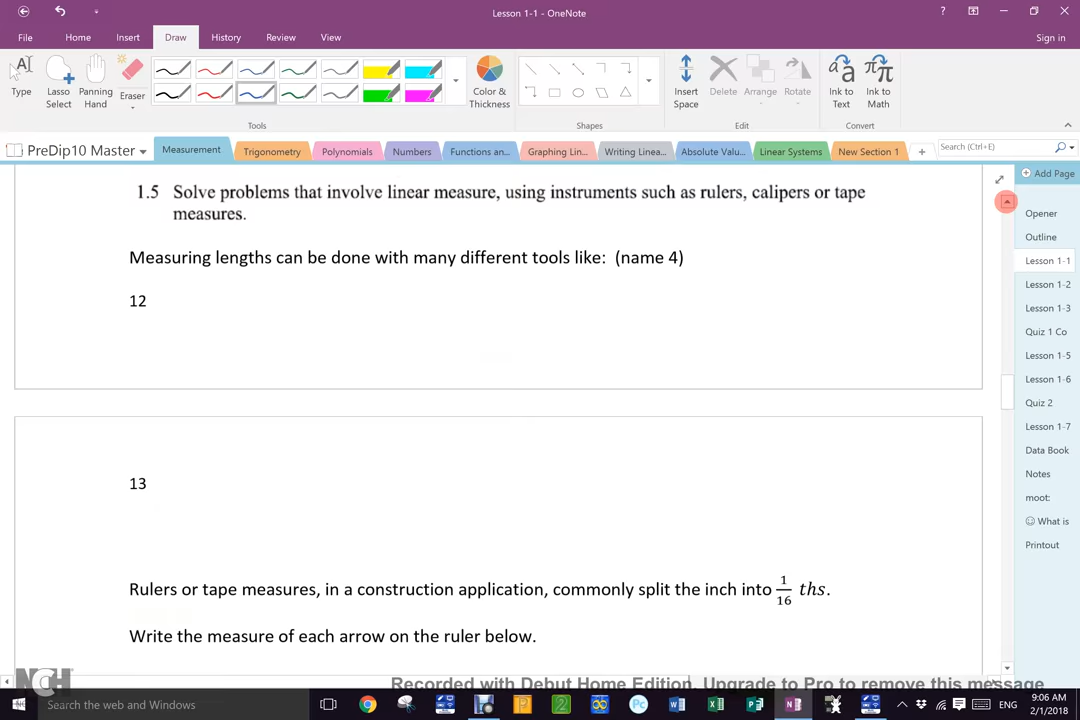 Lesson 1-1 - OneNote
?
File
Home
Insert
Draw
History
Review
View
Sign in
Type
Lasso
Select
Panning
Hand
Eraser
Color &
Thickness
Insert
Space
Delete
Arrange
Rotate
Ink to
Text
Ink to
Math
Tools
Shapes
Edit
Convert
PreDip10 Master
Measurement
Trigonometry
Polynomials
Numbers
Functions an...
Graphing Lin...
Writing Linea...
Absolute Valu...
Linear Systems
New Section 1
+
Search (Ctrl+E)
Add Page
Opener
Outline
Lesson 1-1
Lesson 1-2
Lesson 1-3
Quiz 1 Co
Lesson 1-5
Lesson 1-6
Quiz 2
Lesson 1-7
Data Book
Notes
moot:
What is
Printout
1.5 Solve problems that involve linear measure, using instruments such as rulers, calipers or tape
measures.
Measuring lengths can be done with many different tools like: (name 4)
12
13
Rulers or tape measures, in a construction application, commonly split the inch into 1/16 ths.
Write the measure of each arrow on the ruler below.
NCH
Recorded with Debut Home Edition. Upgrade to Pro to remove this message
Search the web and Windows
ENG
9:06 AM
2/1/2018